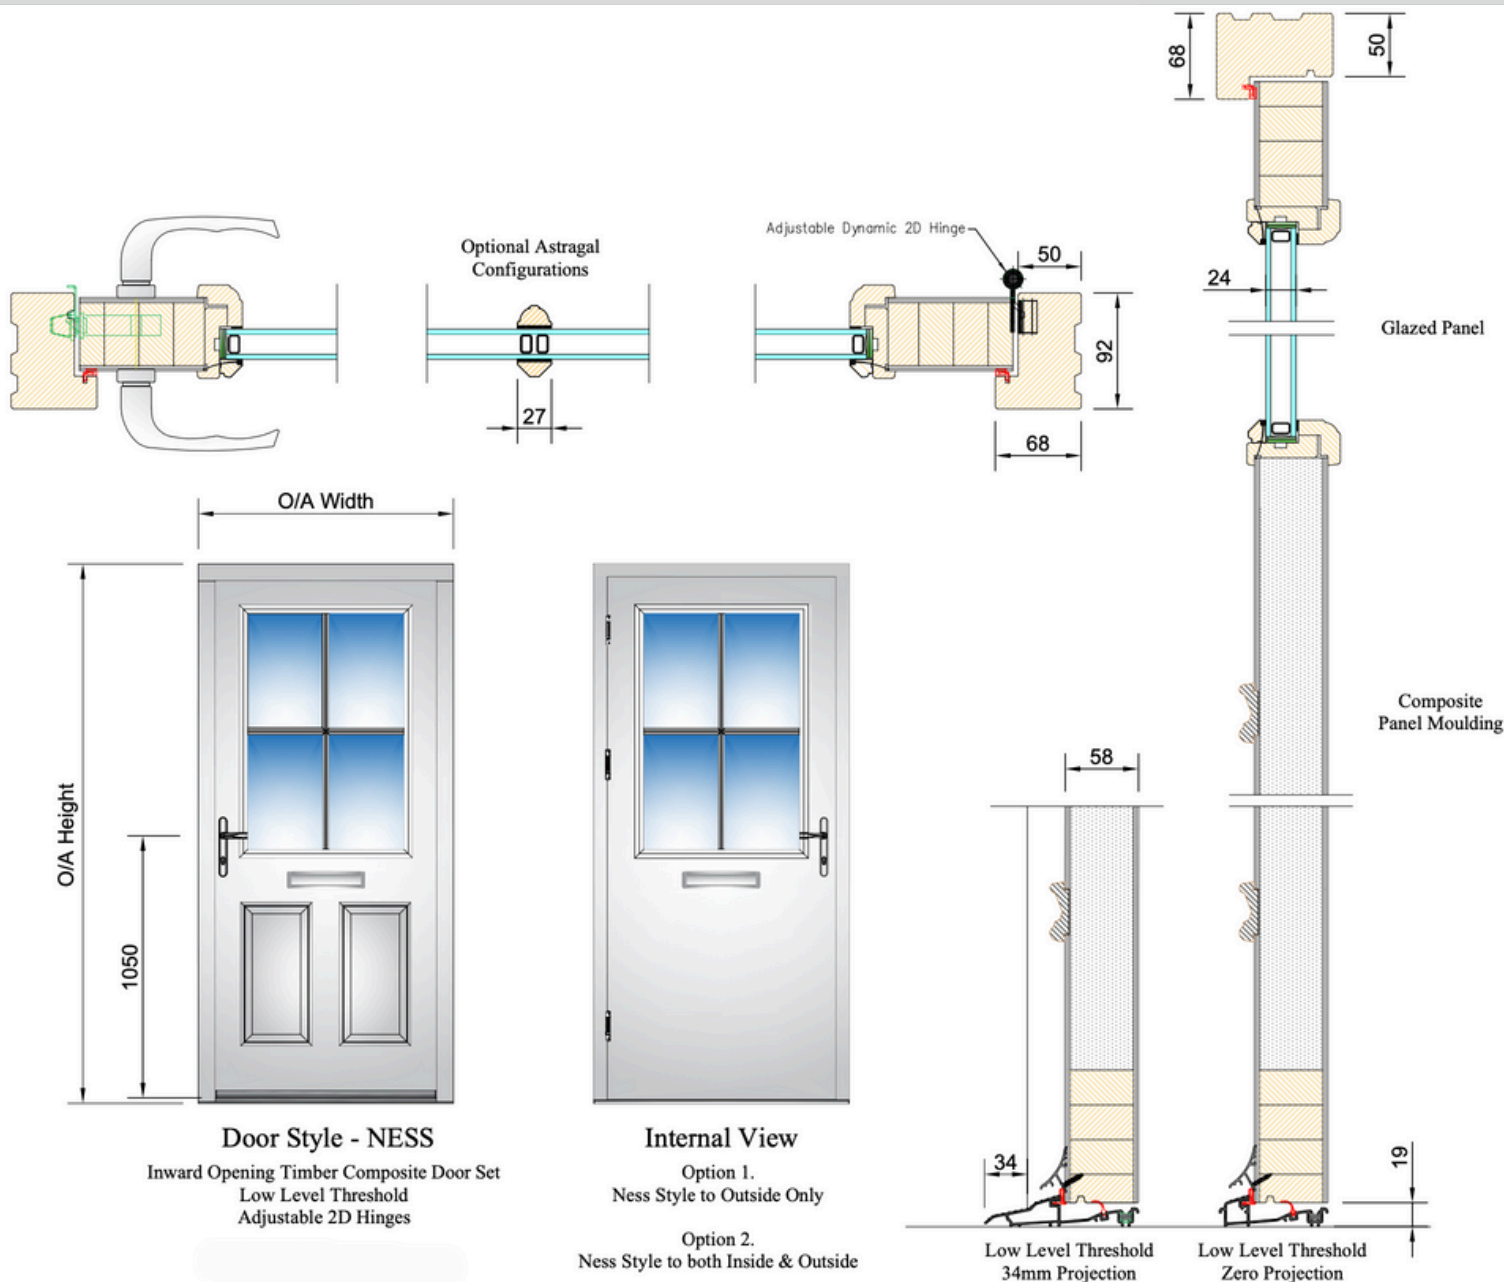 68
50
Optional Astragal
Configurations
Adjustable Dynamic 2D Hinge
50
24
Glazed Panel
92
27
68
O/A Width
O/A Height
1050
Composite
Panel Moulding
58
34
19
Door Style - NESS
Inward Opening Timber Composite Door Set
Low Level Threshold
Adjustable 2D Hinges
Internal View
Option 1.
Ness Style to Outside Only
Option 2.
Ness Style to both Inside & Outside
Low Level Threshold
34mm Projection
Low Level Threshold
Zero Projection